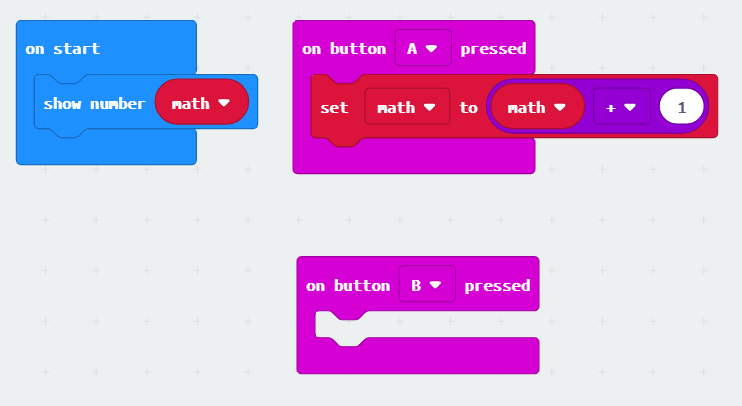 on start
show number math
on button A pressed
set math to math + 1
on button B pressed